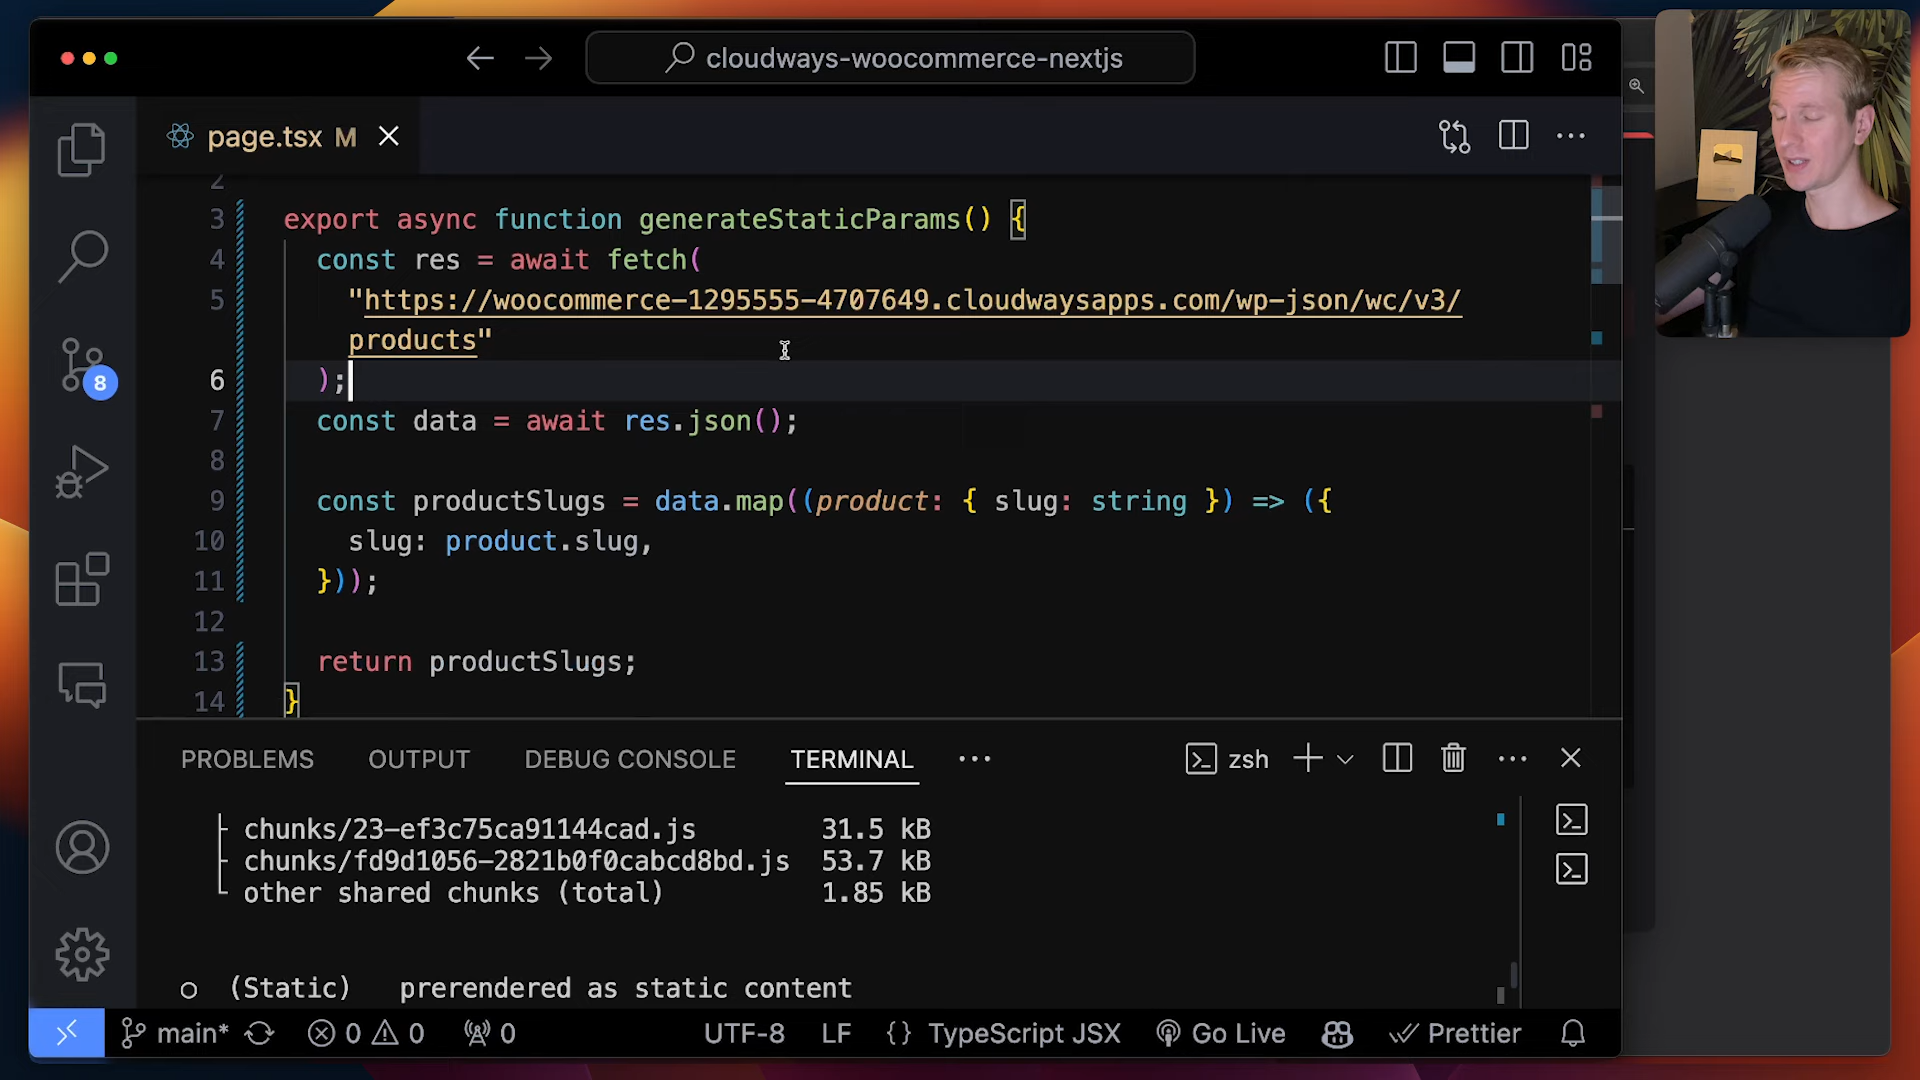 cloudways-woocommerce-nextjs
page.tsx M
2
3 export async function generateStaticParams() {
4 const res = await fetch(
5 "https://woocommerce-1295555-4707649.cloudwaysapps.com/wp-json/wc/v3/
products"
6 );
7 const data = await res.json();
8
9 const productSlugs = data.map((product: { slug: string }) => ({
10 slug: product.slug,
11 }));
12
13 return productSlugs;
14 }
8
PROBLEMS OUTPUT DEBUG CONSOLE TERMINAL ··· zsh
├ chunks/23-ef3c75ca91144cad.js 31.5 kB
├ chunks/fd9d1056-2821b0f0cabcd8bd.js 53.7 kB
└ other shared chunks (total) 1.85 kB
○ (Static) prerendered as static content
main* 0 0 0 UTF-8 LF {} TypeScript JSX Go Live Prettier